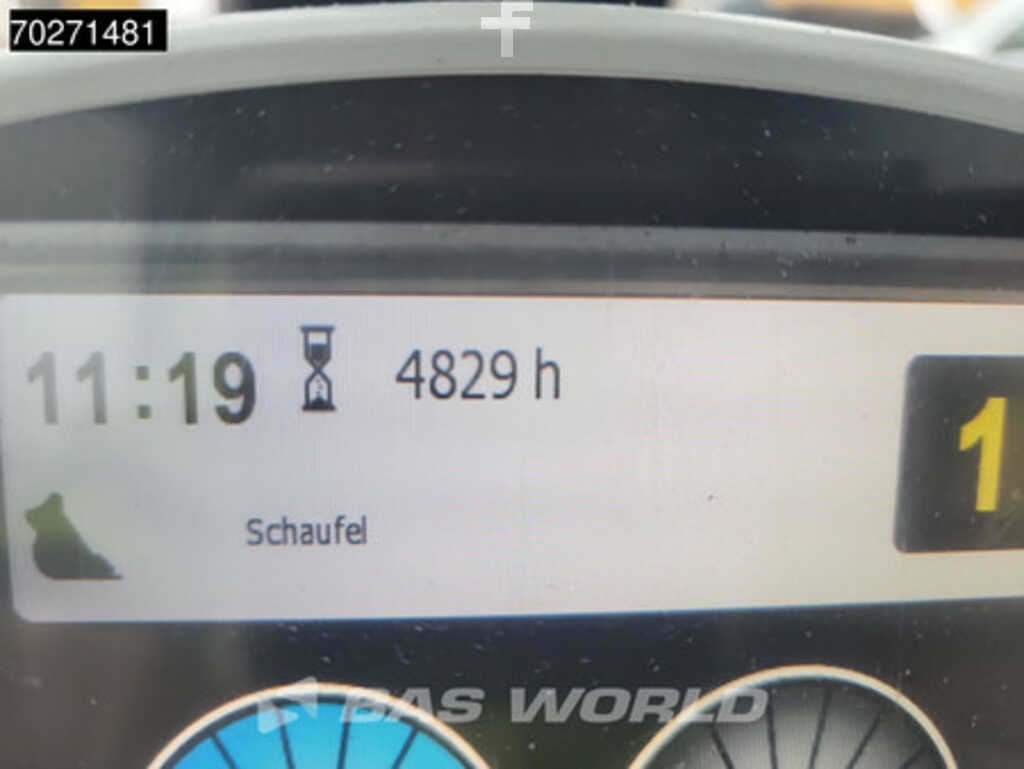 70271481
11:19 4829 h
1
Schaufel
BAS WORLD